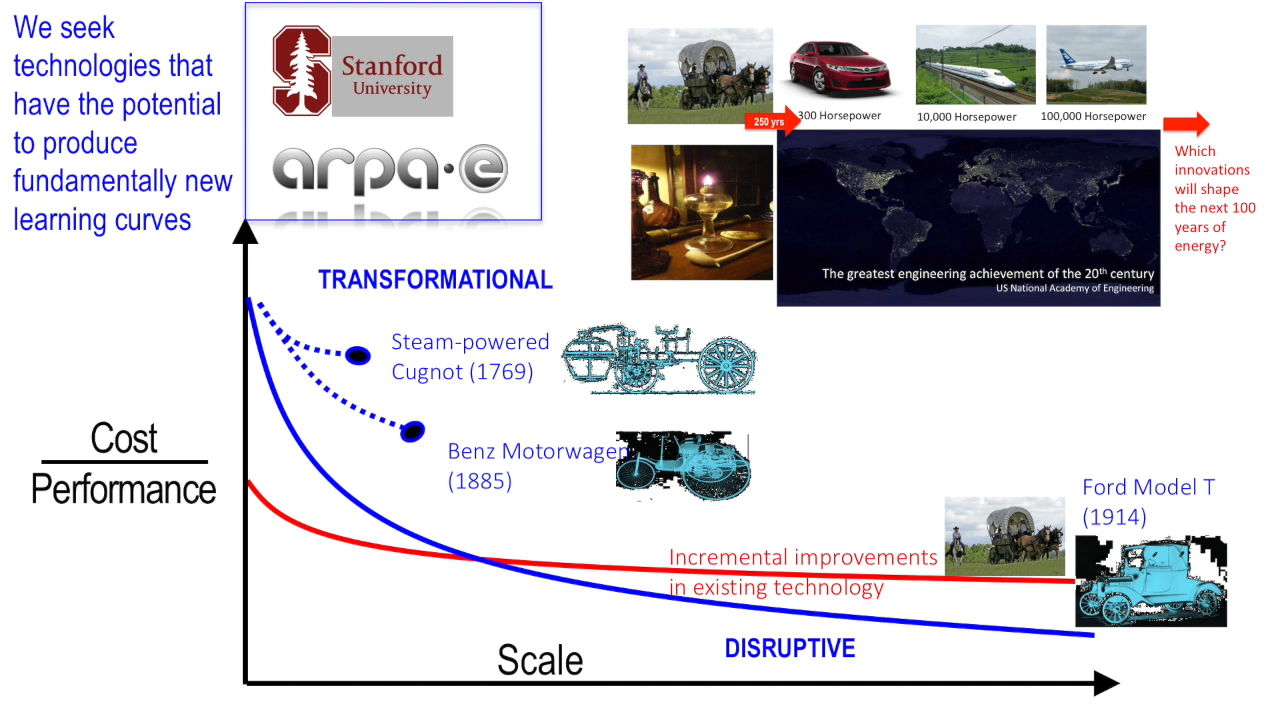 We seek
technologies that
have the potential
to produce
fundamentally new
learning curves
Stanford
University
arpa·e
250 yrs
300 Horsepower
10,000 Horsepower
100,000 Horsepower
Which
innovations
will shape
the next 100
years of
energy?
The greatest engineering achievement of the 20th century
US National Academy of Engineering
TRANSFORMATIONAL
Steam-powered
Cugnot (1769)
Benz Motorwagen
(1885)
Cost
Performance
Ford Model T
(1914)
Incremental improvements
in existing technology
DISRUPTIVE
Scale